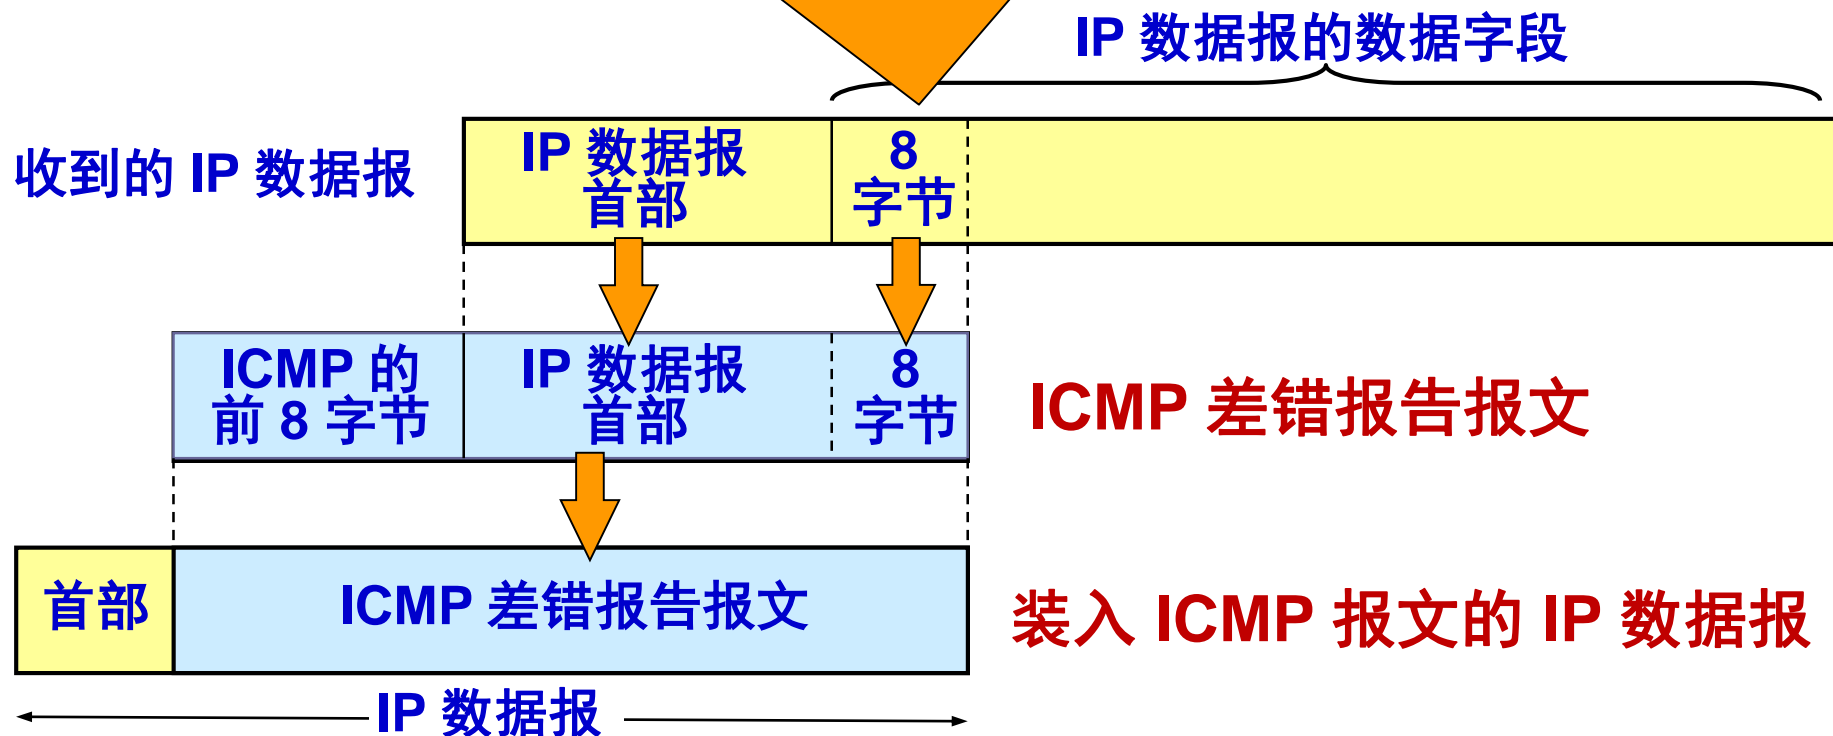 IP 数据报的数据字段
收到的 IP 数据报
IP 数据报
首部
8
字节
ICMP 的
前 8 字节
IP 数据报
首部
8
字节
ICMP 差错报告报文
首部
ICMP 差错报告报文
装入 ICMP 报文的 IP 数据报
IP 数据报